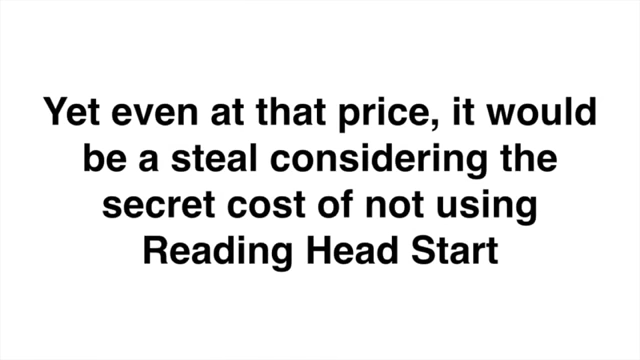 Yet even at that price, it would
be a steal considering the
secret cost of not using
Reading Head Start